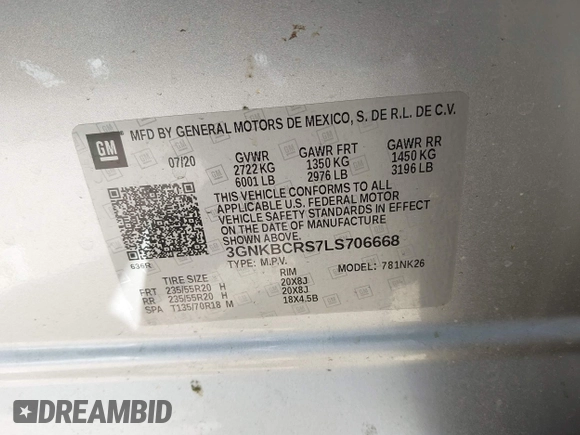 GM
MFD BY GENERAL MOTORS DE MEXICO, S. DE R.L. DE C.V.
07/20 GVWR GAWR FRT GAWR RR
2722 KG 1350 KG 1450 KG
6001 LB 2976 LB 3196 LB
THIS VEHICLE CONFORMS TO ALL
APPLICABLE U.S. FEDERAL MOTOR
VEHICLE SAFETY STANDARDS IN EFFECT
ON THE DATE OF MANUFACTURE
SHOWN ABOVE.
3GNKBCRS7LS706668
636R TYPE: M.P.V. MODEL: 781NK26
TIRE SIZE RIM
FRT 235/55R20 H 20X8J
RR 235/55R20 H 20X8J
SPA T135/70R18 M 18X4.5B
DREAMBID